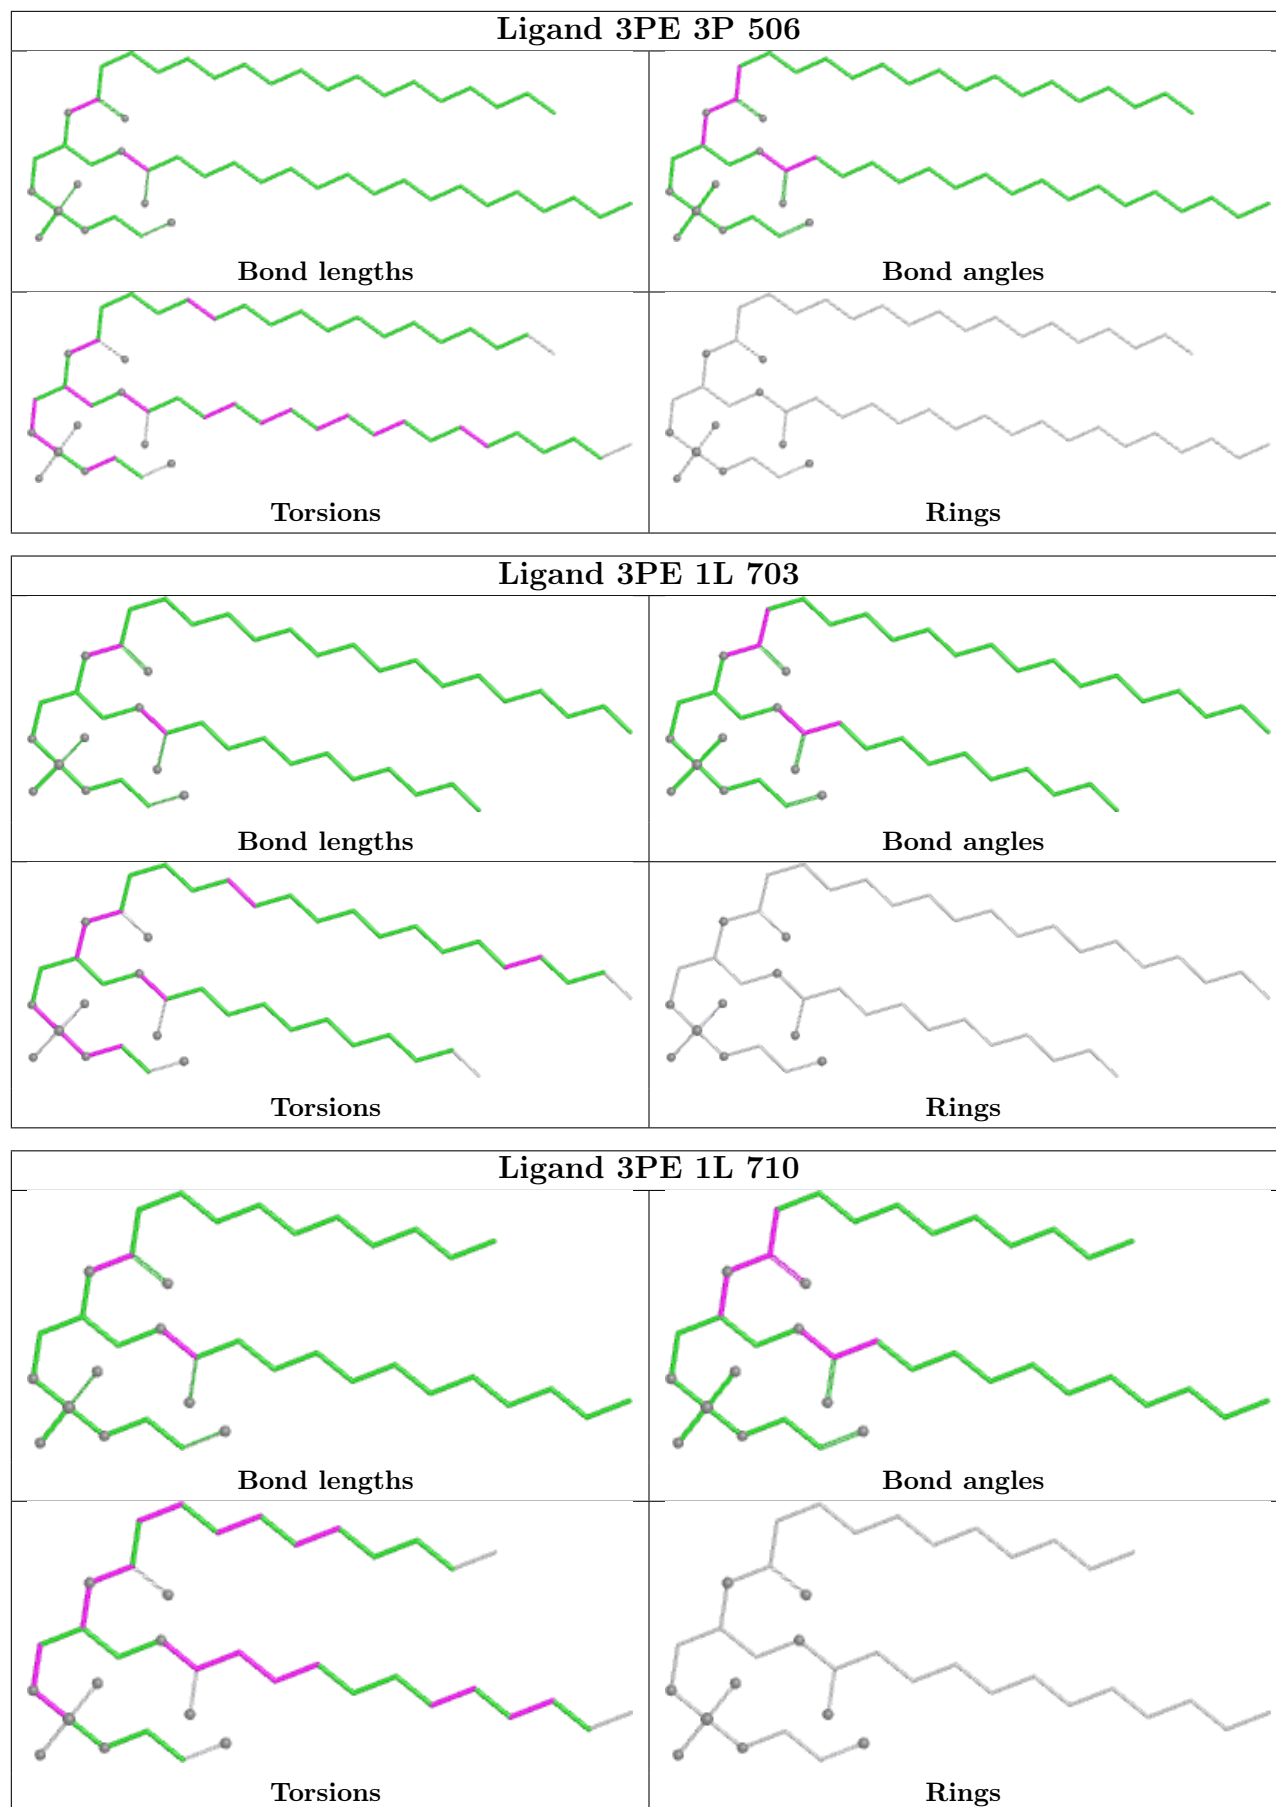 Ligand 3PE 3P 506
Bond lengths
Bond angles
Torsions
Rings
Ligand 3PE 1L 703
Bond lengths
Bond angles
Torsions
Rings
Ligand 3PE 1L 710
Bond lengths
Bond angles
Torsions
Rings